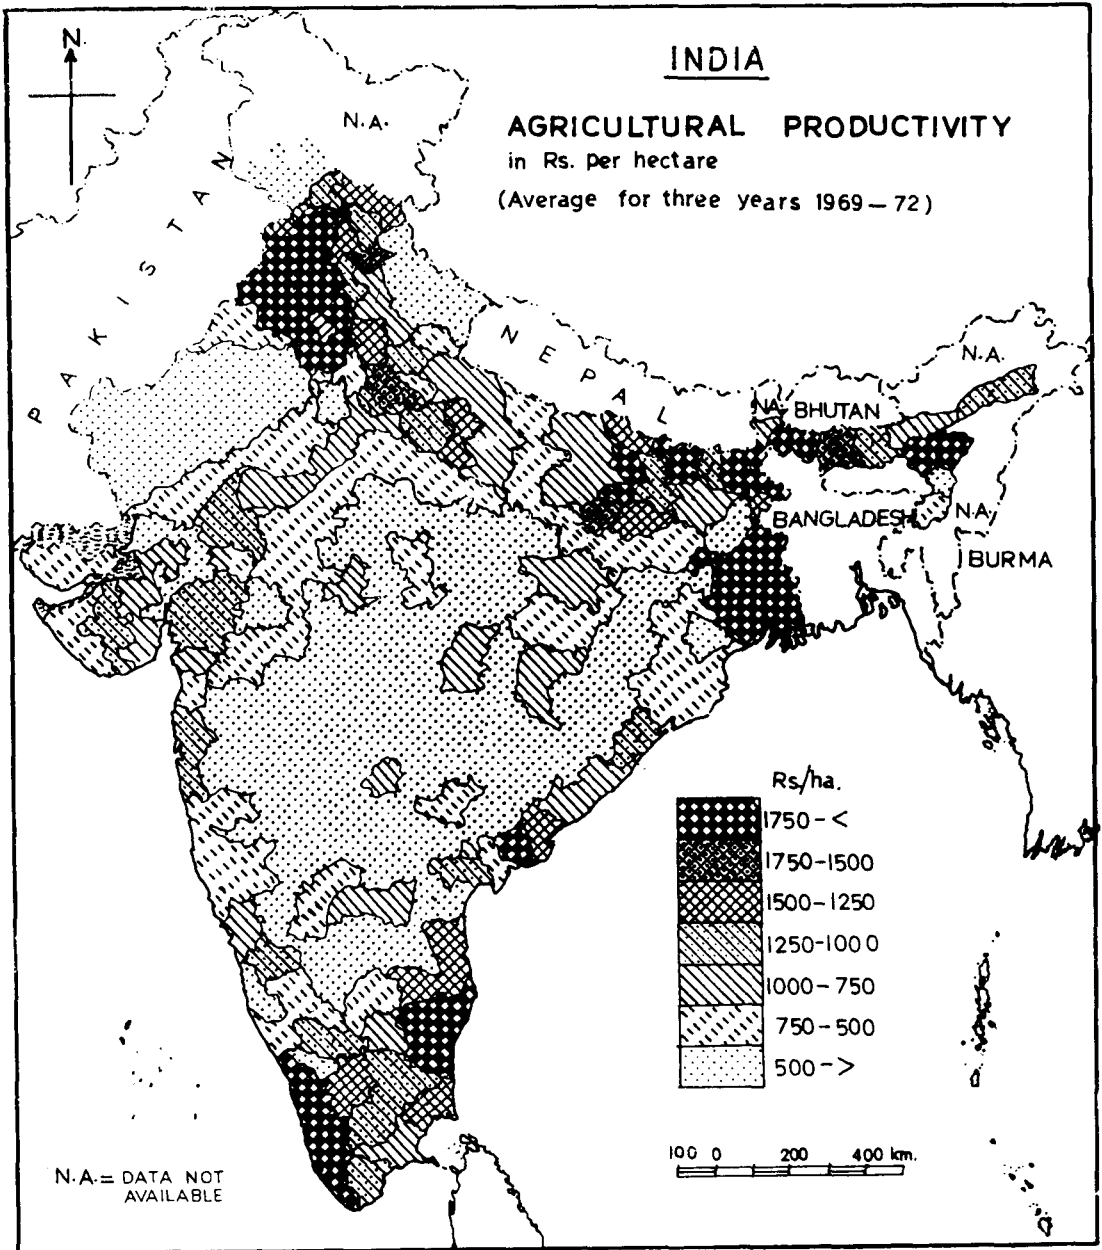 N.
INDIA
AGRICULTURAL PRODUCTIVITY
in Rs. per hectare
(Average for three years 1969–72)
N.A.
PAKISTAN
NEPAL
N.A.
NA
BHUTAN
BANGLADESH
N.A.
BURMA
Rs/ha.
1750-<
1750-1500
1500-1250
1250-1000
1000-750
750-500
500->
100 0 200 400 km.
N.A.= DATA NOT
AVAILABLE